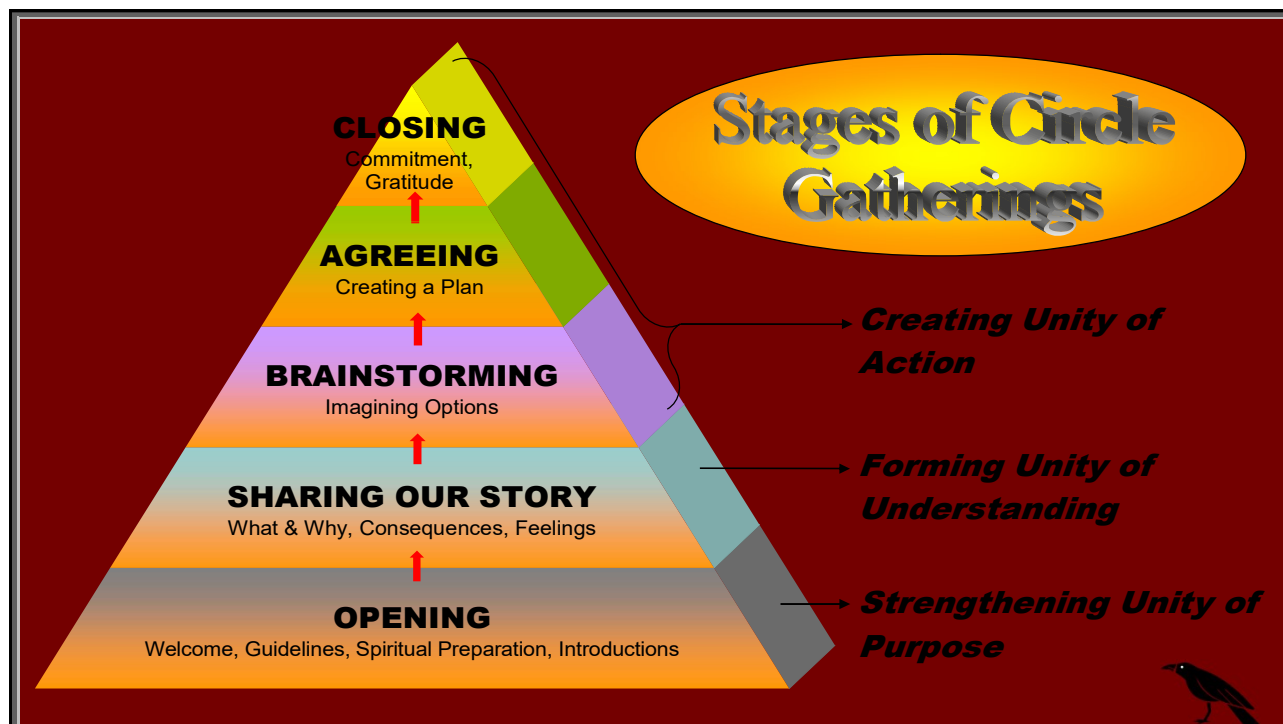 Stages of Circle
Gatherings
CLOSING
Commitment,
Gratitude
AGREEING
Creating a Plan
BRAINSTORMING
Imagining Options
SHARING OUR STORY
What & Why, Consequences, Feelings
OPENING
Welcome, Guidelines, Spiritual Preparation, Introductions
Creating Unity of
Action
Forming Unity of
Understanding
Strengthening Unity of
Purpose